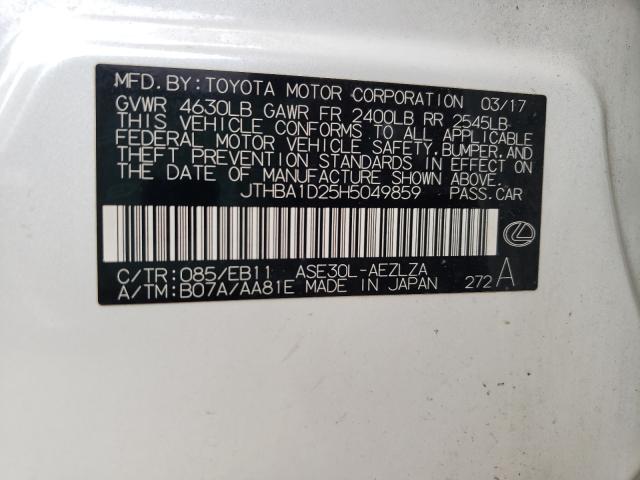 MFD. BY: TOYOTA MOTOR CORPORATION 03/17
GVWR 4630LB GAWR FR 2400LB RR 2545LB
THIS VEHICLE CONFORMS TO ALL APPLICABLE
FEDERAL MOTOR VEHICLE SAFETY, BUMPER, AND
THEFT PREVENTION STANDARDS IN EFFECT ON
THE DATE OF MANUFACTURE SHOWN ABOVE.
JTHBA1D25H5049859 PASS. CAR
C/TR: 085/EB11 ASE30L-AEZLZA
A/TM: B07A/AA81E MADE IN JAPAN 272 A